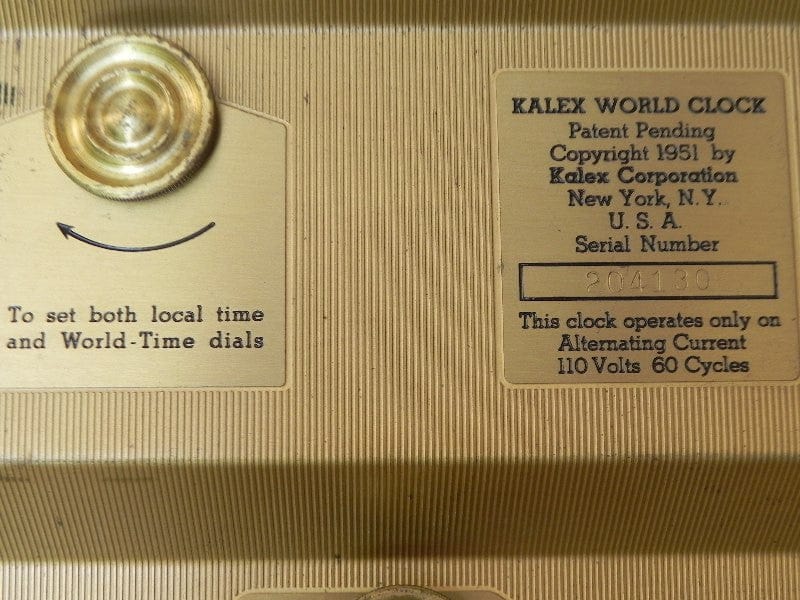 KALEX WORLD CLOCK
Patent Pending
Copyright 1951 by
Kalex Corporation
New York, N.Y.
U. S. A.
Serial Number
204130
This clock operates only on
Alternating Current
110 Volts 60 Cycles
To set both local time
and World-Time dials